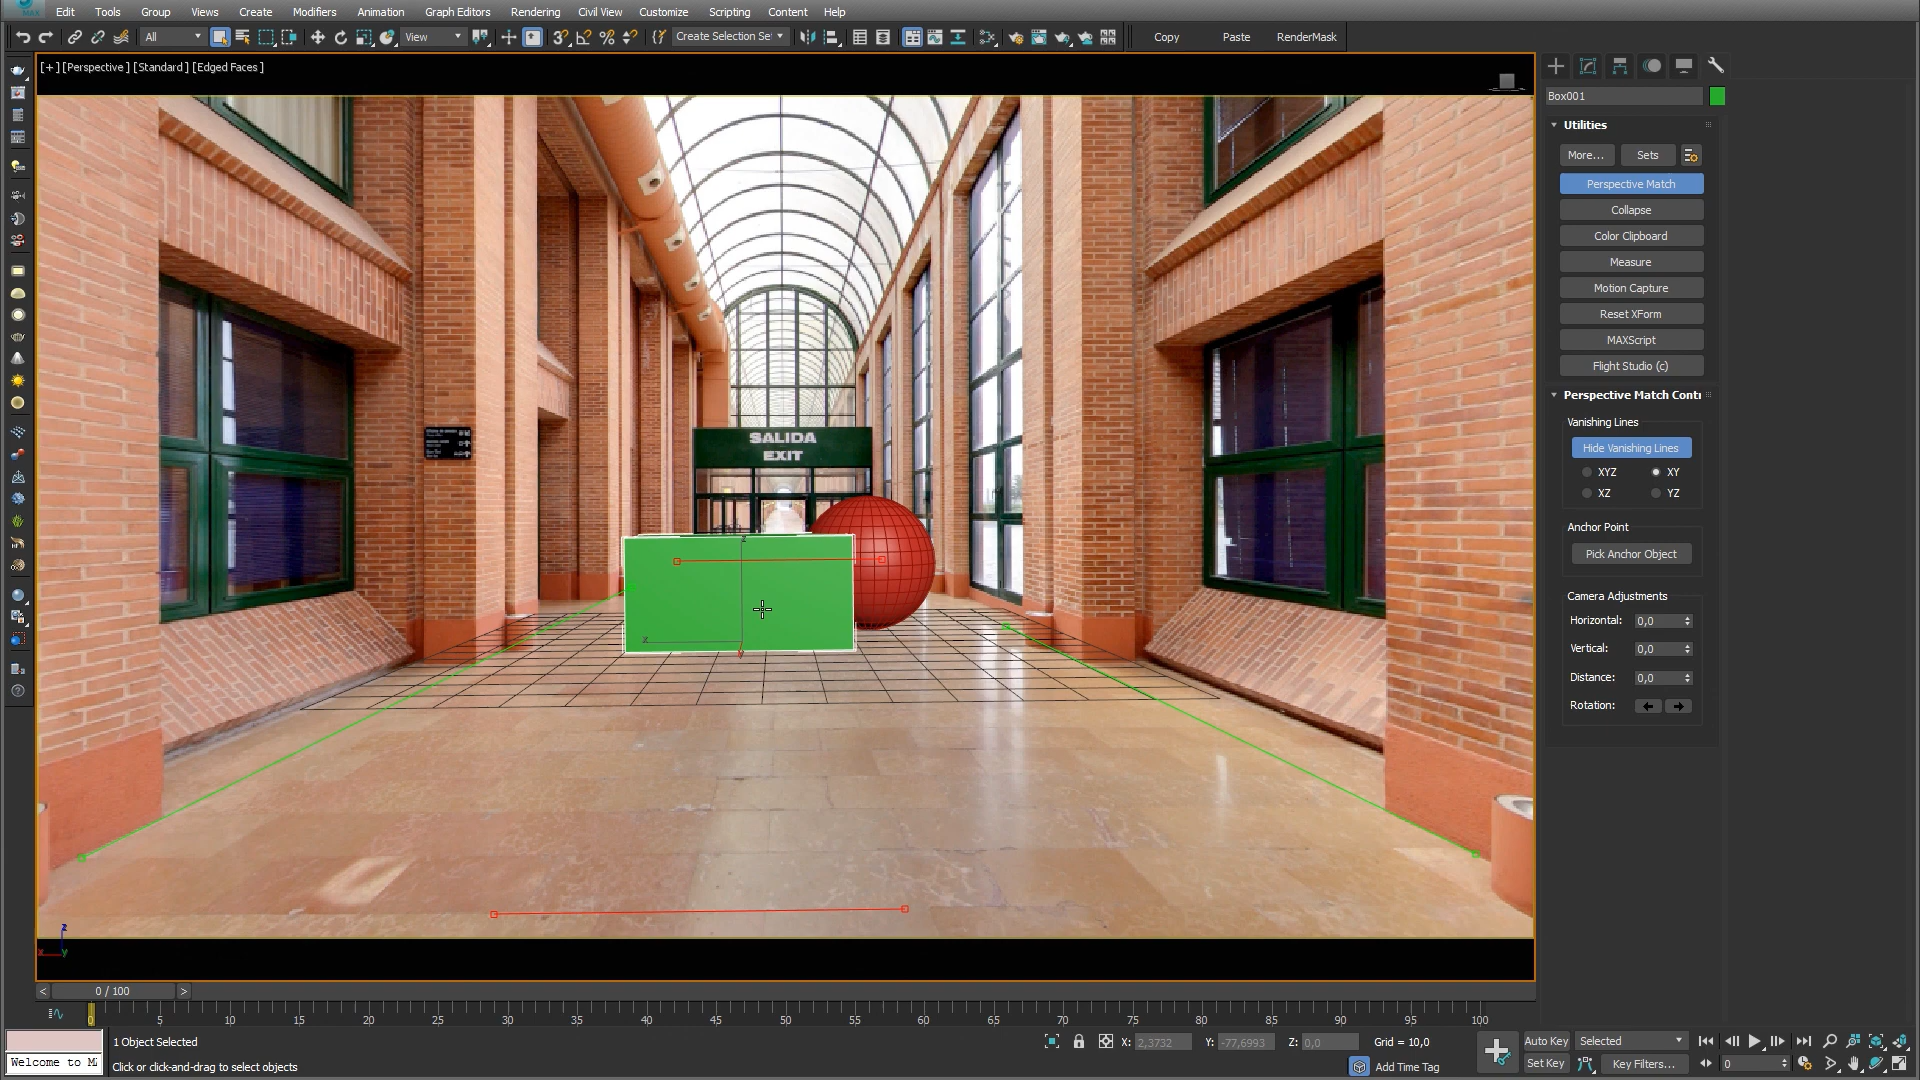 Edit Tools Group Views Create Modifiers Animation Graph Editors Rendering Civil View Customize Scripting Content Help
All View Create Selection Se Copy Paste RenderMask
[+] [Perspective] [Standard] [Edged Faces]
Box001
Utilities
More... Sets
Perspective Match
Collapse
Color Clipboard
Measure
Motion Capture
Reset XForm
MAXScript
Flight Studio (c)
Perspective Match Contr
Vanishing Lines
Hide Vanishing Lines
XYZ XY
XZ YZ
Anchor Point
Pick Anchor Object
Camera Adjustments
Horizontal: 0,0
Vertical: 0,0
Distance: 0,0
Rotation:
SALIDA
EXIT
z
x
y
z
x
y
< 0 / 100 >
0 5 10 15 20 25 30 35 40 45 50 55 60 65 70 75 80 85 90 95 100
1 Object Selected X: 2,3732 Y: -77,6993 Z: 0,0 Grid = 10,0 Auto Key Selected
Welcome to M Click or click-and-drag to select objects Add Time Tag Set Key Key Filters... 0